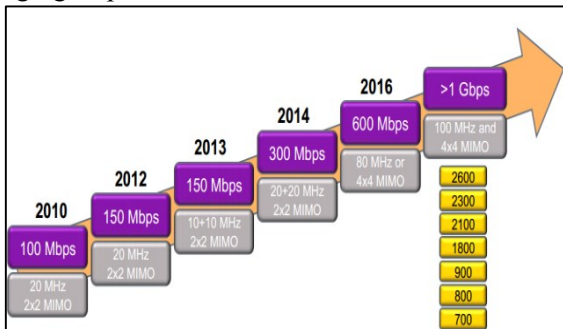 2010
100 Mbps
20 MHz
2x2 MIMO
2012
150 Mbps
20 MHz
2x2 MIMO
2013
150 Mbps
10+10 MHz
2x2 MIMO
2014
300 Mbps
20+20 MHz
2x2 MIMO
2016
600 Mbps
80 MHz or
4x4 MIMO
>1 Gbps
100 MHz and
4x4 MIMO
2600
2300
2100
1800
900
800
700